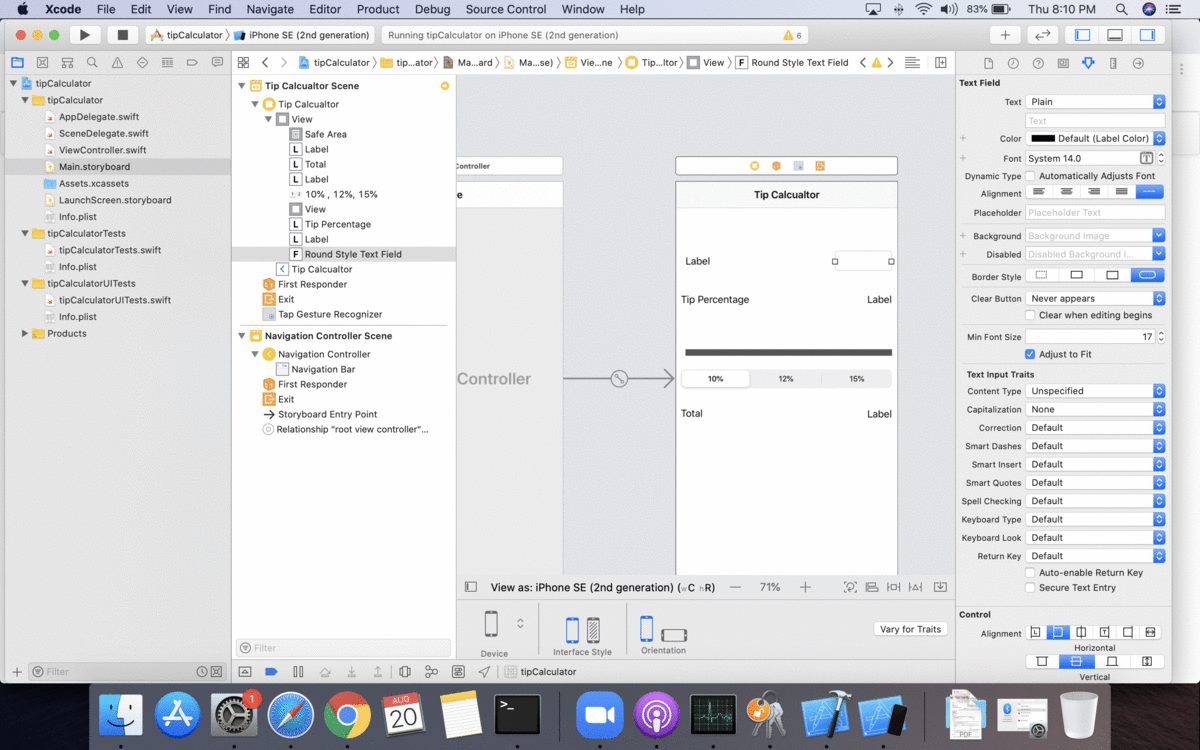 Xcode File Edit View Find Navigate Editor Product Debug Source Control Window Help 83% Thu 8:10 PM
tipCalculator iPhone SE (2nd generation) Running tipCalculator on iPhone SE (2nd generation) 6
tipCalculator tip...ator Ma...ard Ma...se) Vie...ne Tip...ltor View F Round Style Text Field
tipCalculator
tipCalculator
AppDelegate.swift
SceneDelegate.swift
ViewController.swift
Main.storyboard
Assets.xcassets
LaunchScreen.storyboard
Info.plist
tipCalculatorTests
tipCalculatorTests.swift
Info.plist
tipCalculatorUITests
tipCalculatorUITests.swift
Info.plist
Products
Filter
Tip Calcualtor Scene
Tip Calcualtor
View
Safe Area
L Label
L Total
L Label
10% , 12%, 15%
View
L Tip Percentage
L Label
F Round Style Text Field
Tip Calcualtor
First Responder
Exit
Tap Gesture Recognizer
Navigation Controller Scene
Navigation Controller
Navigation Bar
First Responder
Exit
Storyboard Entry Point
Relationship "root view controller"...
Filter
Controller
e
Controller
Tip Calcualtor
Label
Tip Percentage Label
10% 12% 15%
Total Label
View as: iPhone SE (2nd generation) (wC hR) 71%
Device
Interface Style
Orientation
Vary for Traits
tipCalculator
Text Field
Text Plain
Text
Color Default (Label Color)
Font System 14.0
Dynamic Type Automatically Adjusts Font
Alignment
Placeholder Placeholder Text
Background Background Image
Disabled Disabled Background I...
Border Style
Clear Button Never appears
Clear when editing begins
Min Font Size 17
Adjust to Fit
Text Input Traits
Content Type Unspecified
Capitalization None
Correction Default
Smart Dashes Default
Smart Insert Default
Smart Quotes Default
Spell Checking Default
Keyboard Type Default
Keyboard Look Default
Return Key Default
Auto-enable Return Key
Secure Text Entry
Control
Alignment
Horizontal
Vertical
1
AUG
20
>_
PDF